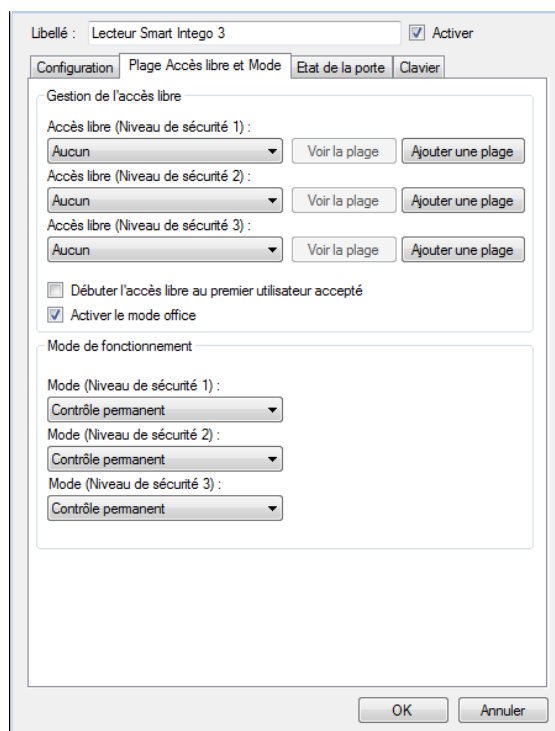 Libellé : Lecteur Smart Intego 3 Activer
Configuration Plage Accès libre et Mode Etat de la porte Clavier
Gestion de l'accès libre
Accès libre (Niveau de sécurité 1) :
Aucun Voir la plage Ajouter une plage
Accès libre (Niveau de sécurité 2) :
Aucun Voir la plage Ajouter une plage
Accès libre (Niveau de sécurité 3) :
Aucun Voir la plage Ajouter une plage
Débuter l'accès libre au premier utilisateur accepté
Activer le mode office
Mode de fonctionnement
Mode (Niveau de sécurité 1) :
Contrôle permanent
Mode (Niveau de sécurité 2) :
Contrôle permanent
Mode (Niveau de sécurité 3) :
Contrôle permanent
OK Annuler